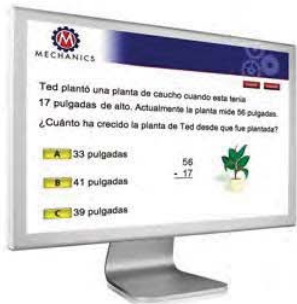 MECHANICS
Ted plantó una planta de caucho cuando esta tenía
17 pulgadas de alto. Actualmente la planta mide 56 pulgadas.
¿Cuánto ha crecido la planta de Ted desde que fue plantada?
A 33 pulgadas
56
- 17
B 41 pulgadas
C 39 pulgadas